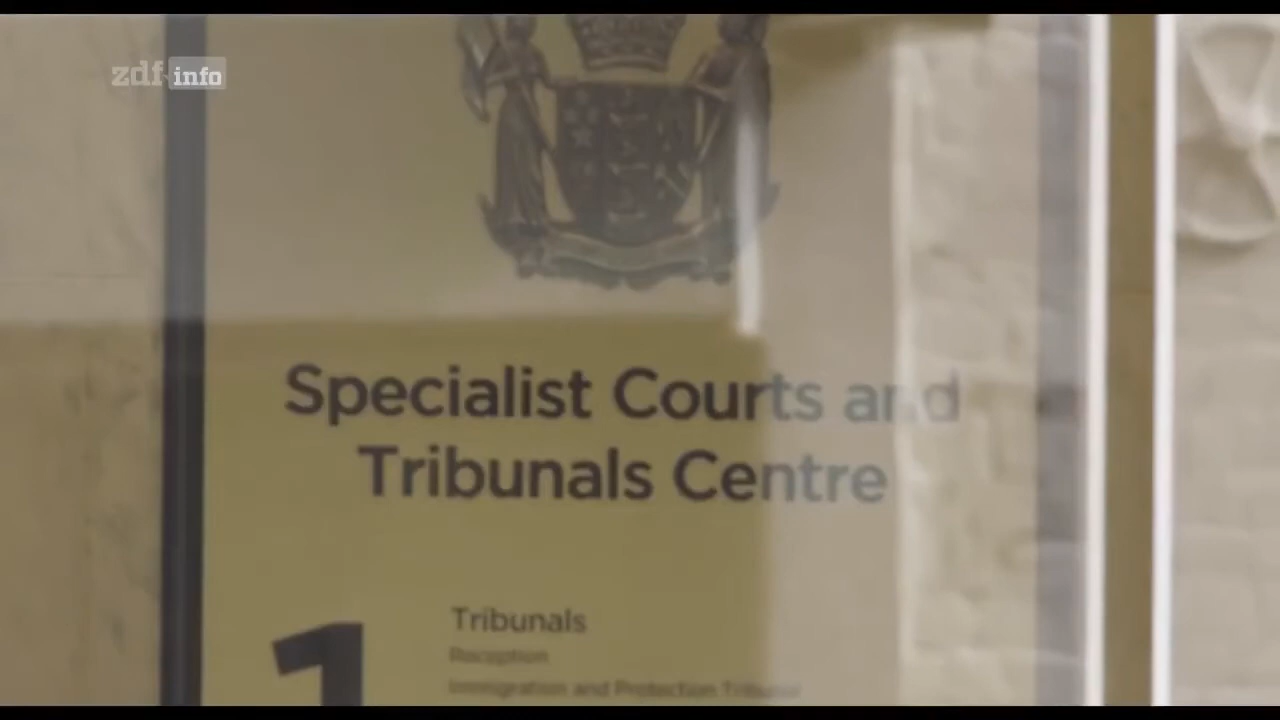 zdf info
Specialist Courts and
Tribunals Centre
1
Tribunals
Reception
Immigration and Protection Tribunal